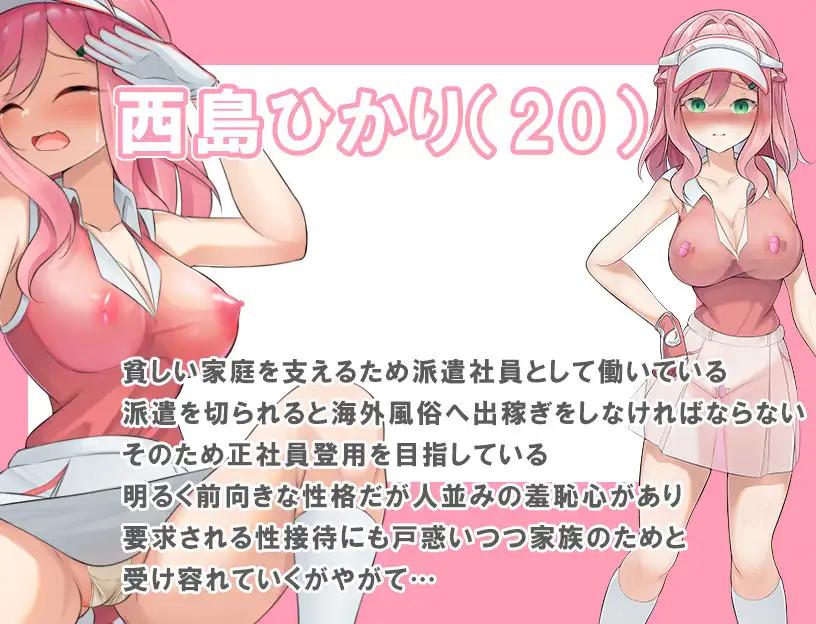 西島ひかり（20）
貧しい家庭を支えるため派遣社員として働いている
派遣を切られると海外風俗へ出稼ぎをしなければならない
そのため正社員登用を目指している
明るく前向きな性格だが人並みの羞恥心があり
要求される性接待にも戸惑いつつ家族のためと
受け容れていくがやがて…